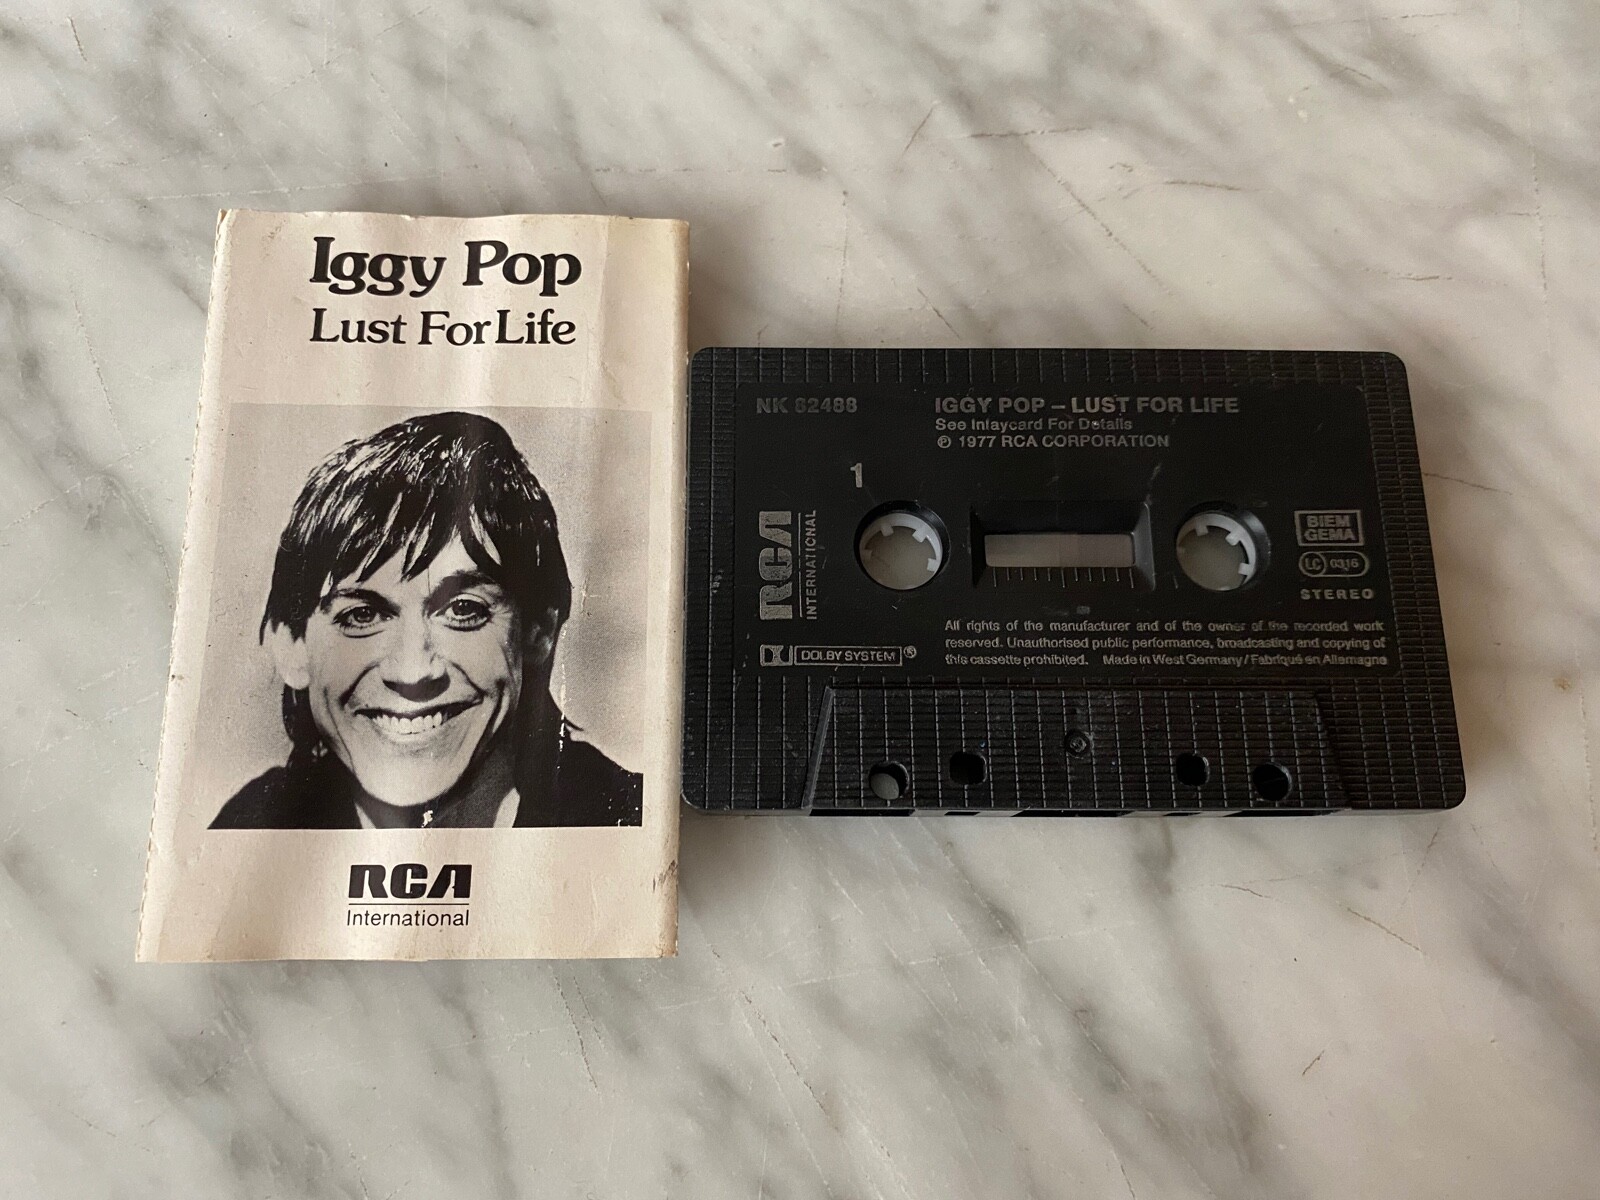 Iggy Pop
Lust For Life
RCA
International
NK 82488
IGGY POP – LUST FOR LIFE
See Inlaycard For Details
℗ 1977 RCA CORPORATION
1
RCA
INTERNATIONAL
BIEM
GEMA
LC 0316
STEREO
DOLBY SYSTEM ®
All rights of the manufacturer and of the owner of the recorded work
reserved. Unauthorised public performance, broadcasting and copying of
this cassette prohibited. Made in West Germany / Fabriqué en Allemagne